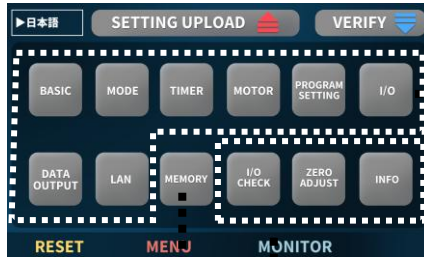 ▶日本語 SETTING UPLOAD VERIFY
BASIC MODE TIMER MOTOR PROGRAM SETTING I/O
DATA OUTPUT LAN MEMORY I/O CHECK ZERO ADJUST INFO
RESET MENU MONITOR